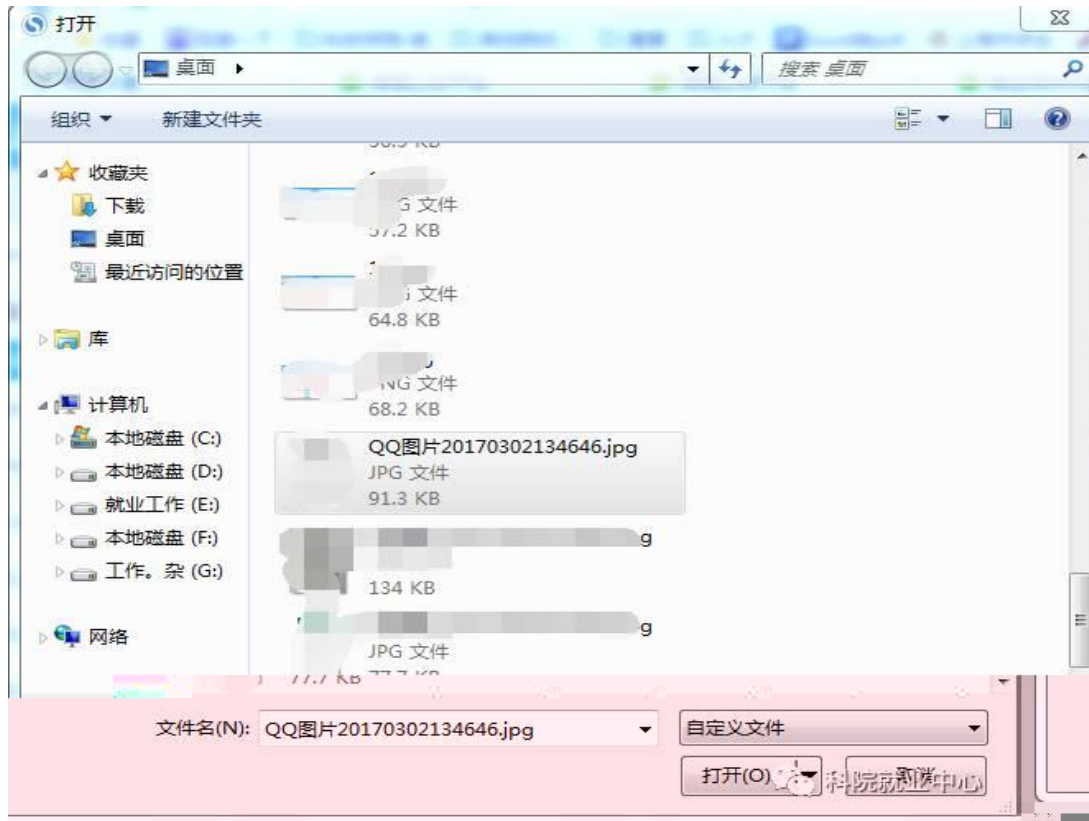 打开
桌面
搜索 桌面
组织
新建文件夹
收藏夹
下载
桌面
最近访问的位置
库
计算机
本地磁盘 (C:)
本地磁盘 (D:)
就业工作 (E:)
本地磁盘 (F:)
工作。杂 (G:)
网络
G 文件
57.2 KB
文件
64.8 KB
NG 文件
68.2 KB
QQ图片20170302134646.jpg
JPG 文件
91.3 KB
g
134 KB
g
JPG 文件
77.7 KB
文件名(N):
QQ图片20170302134646.jpg
自定义文件
打开(O)
取消
科院就业中心